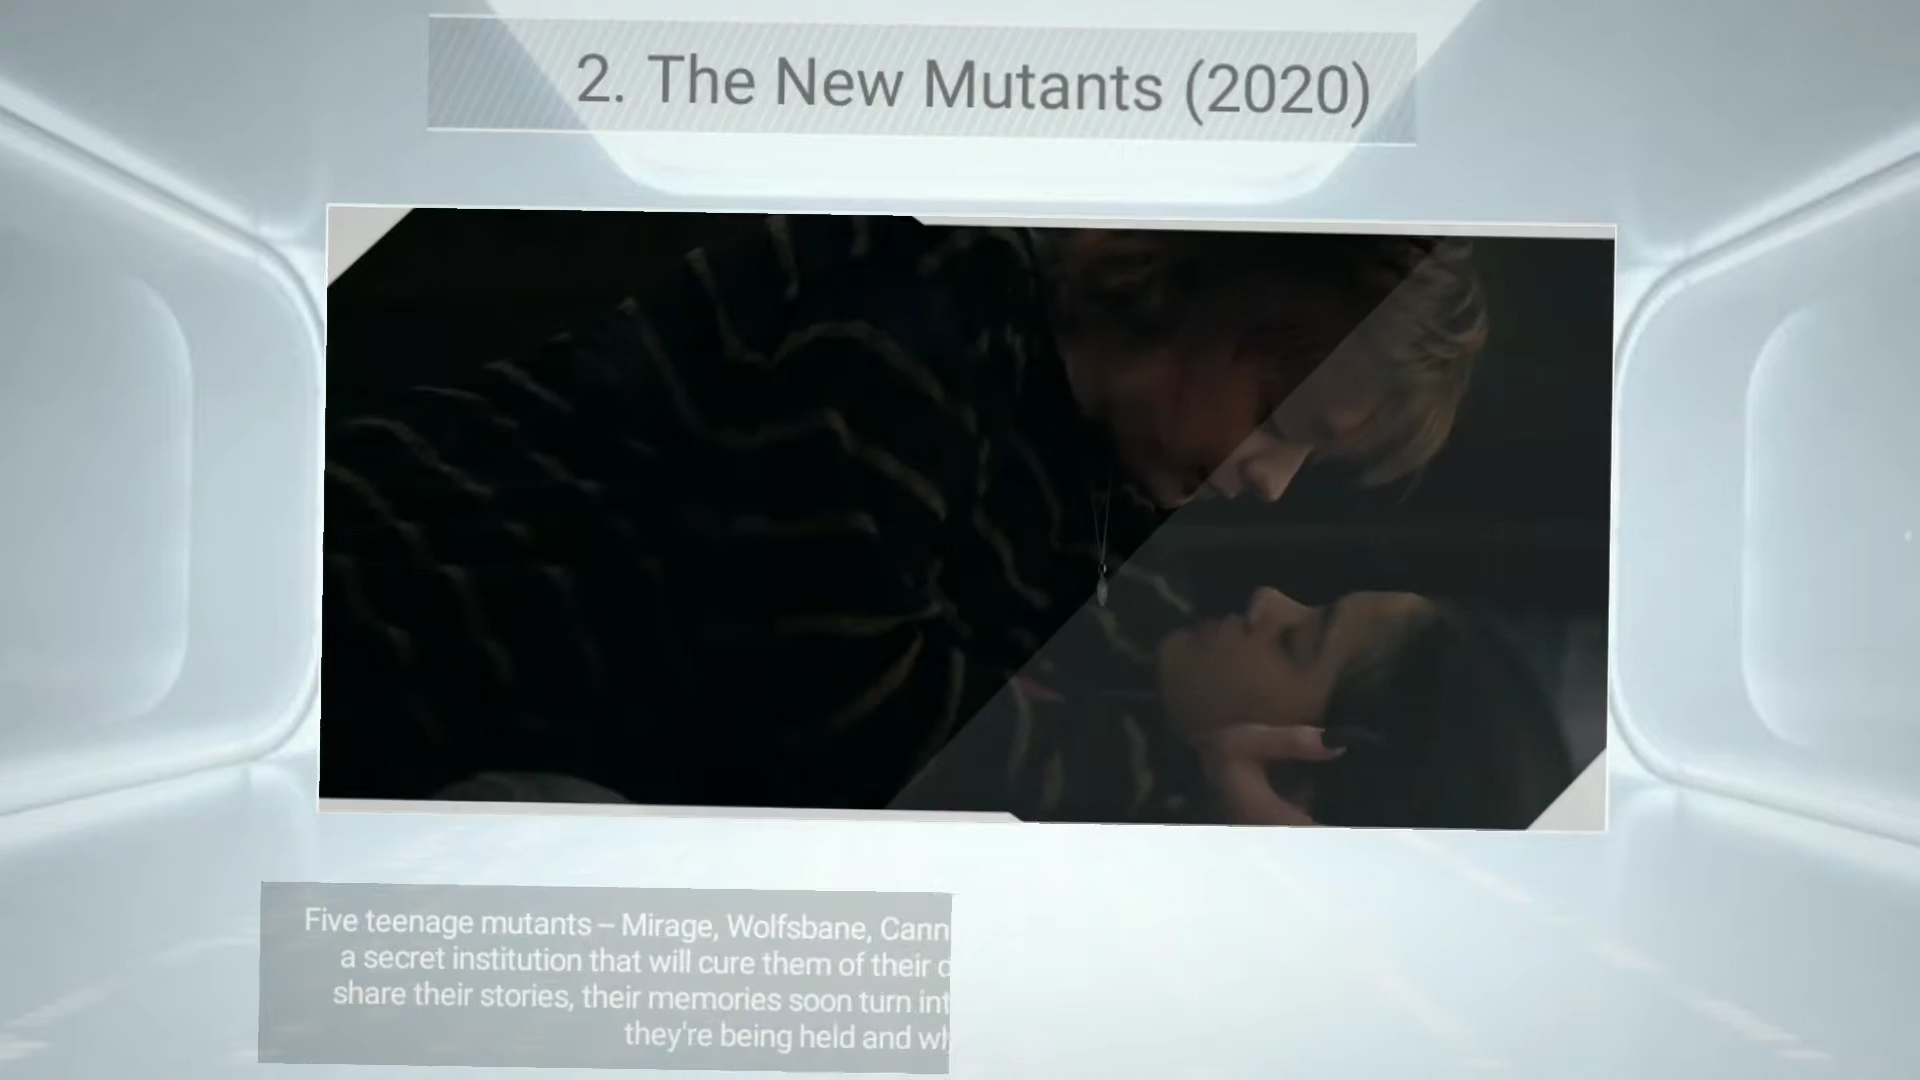 2. The New Mutants (2020)
Five teenage mutants – Mirage, Wolfsbane, Cann
a secret institution that will cure them of their
share their stories, their memories soon turn int
they're being held and wh